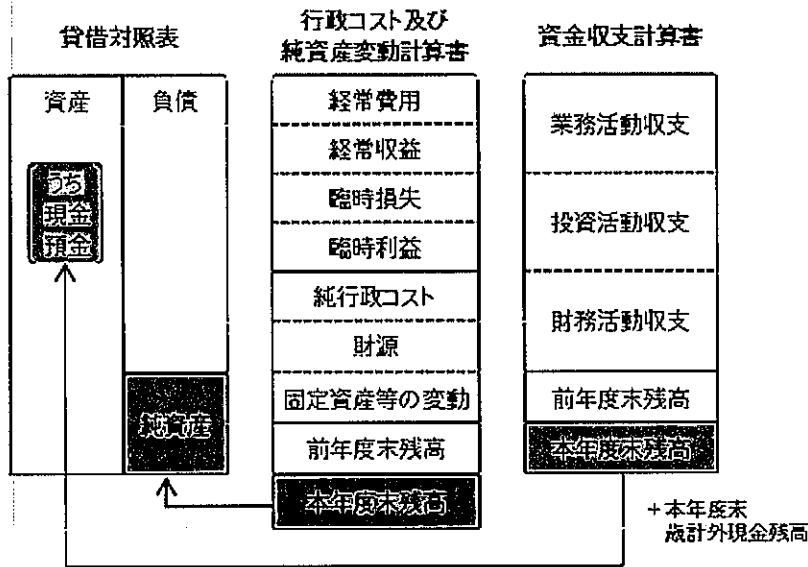 貸借対照表
資産
負債
うち
現金
預金
純資産
行政コスト及び
純資産変動計算書
経常費用
経常収益
臨時損失
臨時利益
純行政コスト
財源
固定資産等の変動
前年度末残高
本年度末残高
資金収支計算書
業務活動収支
投資活動収支
財務活動収支
前年度末残高
本年度末残高
+本年度末
歳計外現金残高